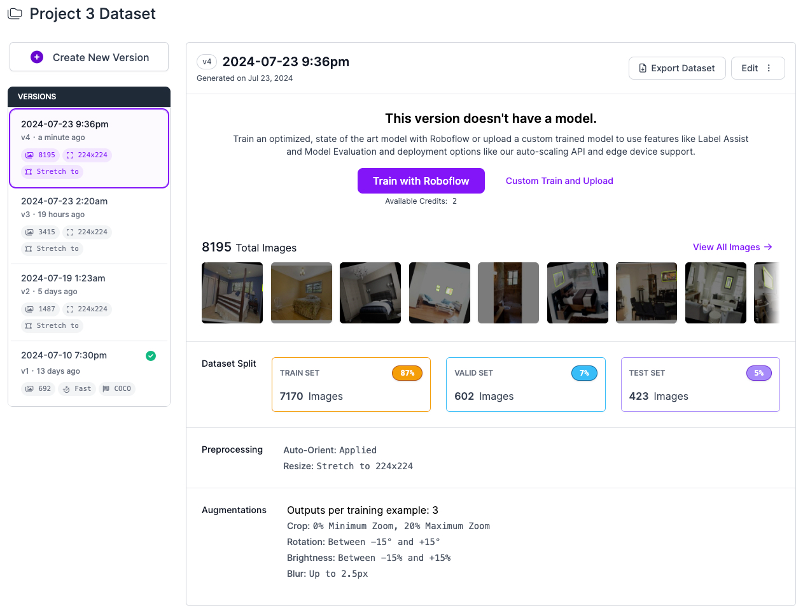 Project 3 Dataset
Create New Version
VERSIONS
2024-07-23 9:36pm
v4 · a minute ago
8195 224x224
Stretch to
2024-07-23 2:20am
v3 · 19 hours ago
3415 224x224
Stretch to
2024-07-19 1:23am
v2 · 5 days ago
1487 224x224
Stretch to
2024-07-10 7:30pm
v1 · 13 days ago
692 Fast COCO
v4 2024-07-23 9:36pm
Generated on Jul 23, 2024
Export Dataset
Edit
This version doesn't have a model.
Train an optimized, state of the art model with Roboflow or upload a custom trained model to use features like Label Assist
and Model Evaluation and deployment options like our auto-scaling API and edge device support.
Train with Roboflow
Custom Train and Upload
Available Credits: 2
8195 Total Images
View All Images →
Dataset Split
TRAIN SET 87%
7170 Images
VALID SET 7%
602 Images
TEST SET 5%
423 Images
Preprocessing
Auto-Orient: Applied
Resize: Stretch to 224x224
Augmentations
Outputs per training example: 3
Crop: 0% Minimum Zoom, 20% Maximum Zoom
Rotation: Between −15° and +15°
Brightness: Between −15% and +15%
Blur: Up to 2.5px